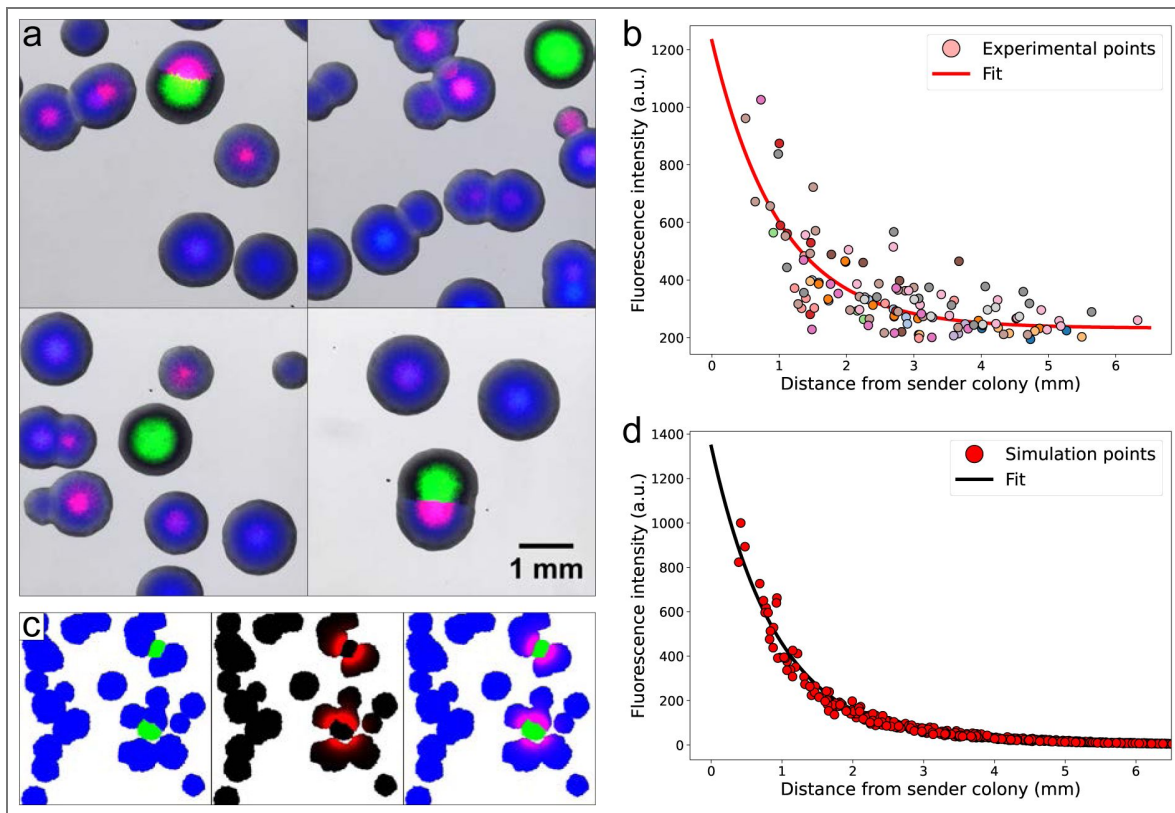 a
1 mm
b
1200
1000
800
600
400
200
0
1
2
3
4
5
6
Fluorescence intensity (a.u.)
Distance from sender colony (mm)
Experimental points
Fit
c
d
1400
1200
1000
800
600
400
200
0
0
1
2
3
4
5
6
Fluorescence intensity (a.u.)
Distance from sender colony (mm)
Simulation points
Fit